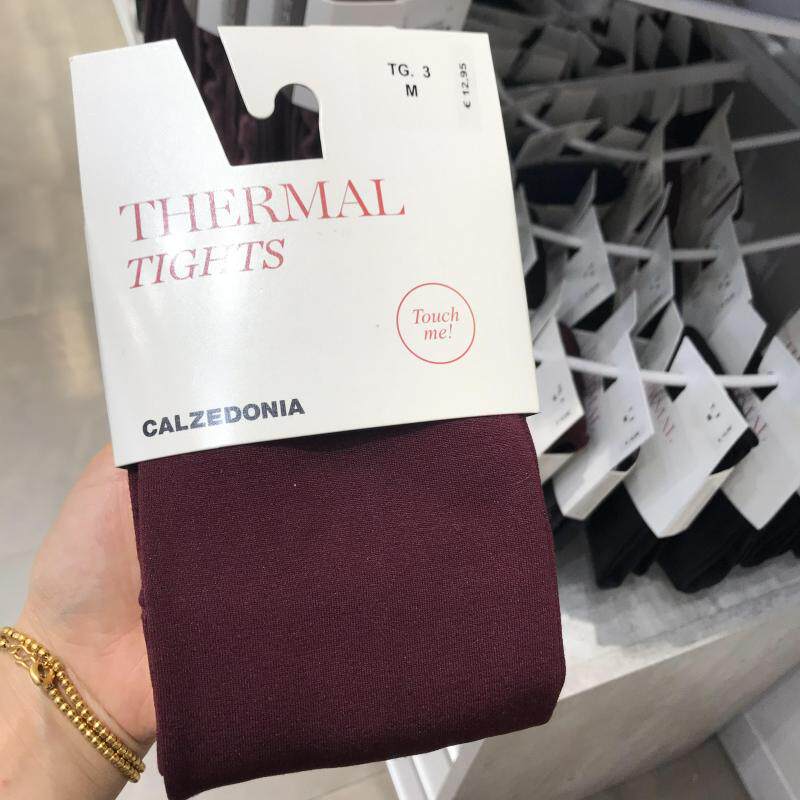 TG. 3
M
€ 12.95
THERMAL
TIGHTS
Touch
me!
CALZEDONIA